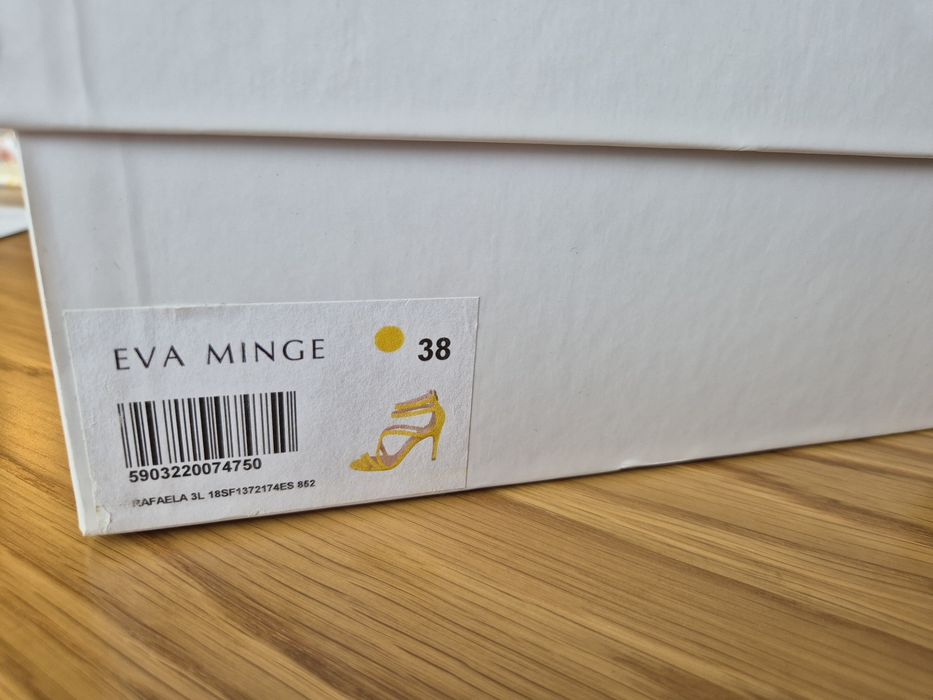 EVA MINGE
38
5903220074750
RAFAELA 3L 18SF1372174ES 852